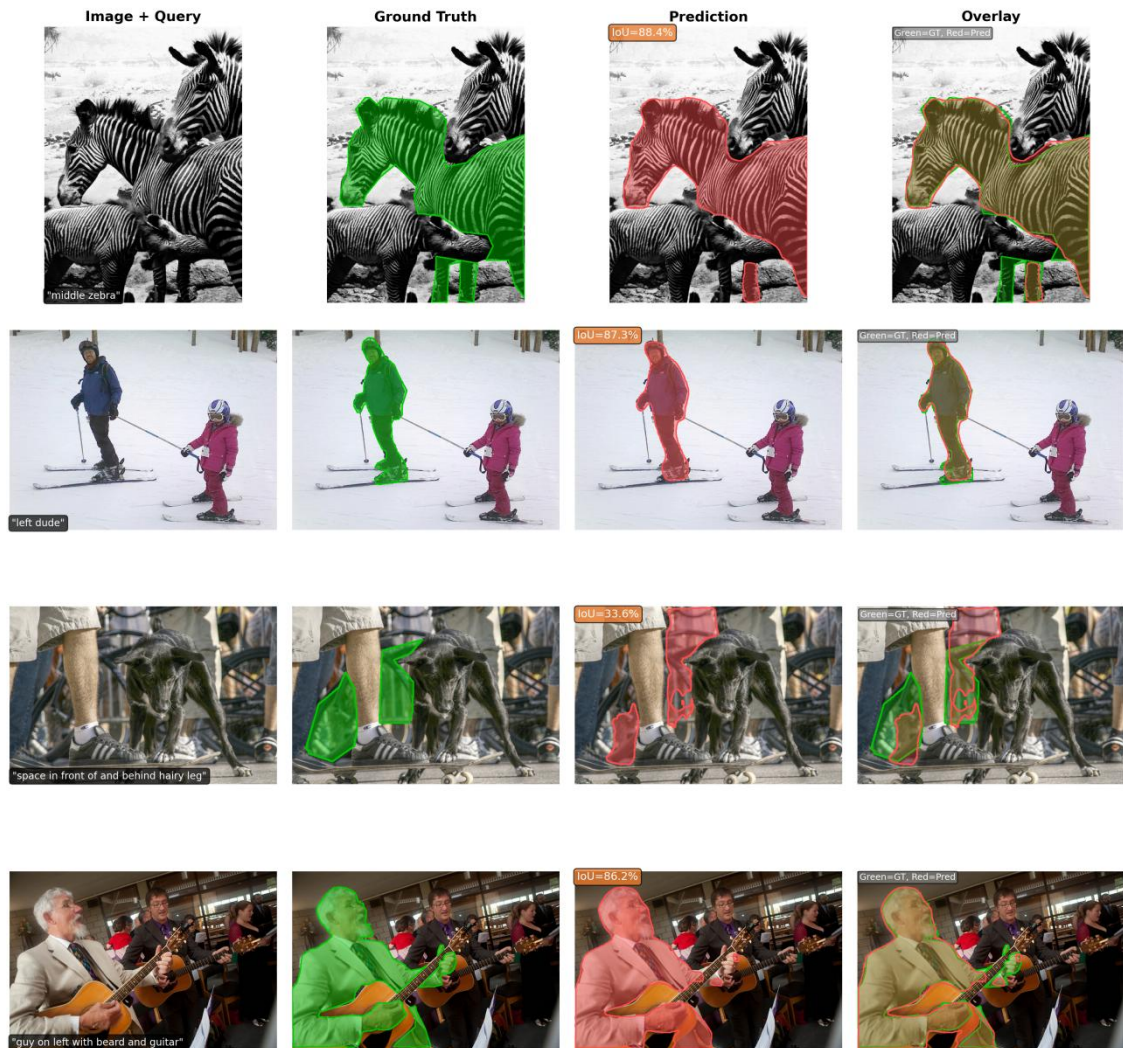 Image + Query
Ground Truth
Prediction
Overlay
IoU=88.4%
Green=GT, Red=Pred
"middle zebra"
IoU=87.3%
Green=GT, Red=Pred
"left dude"
IoU=33.6%
Green=GT, Red=Pred
"space in front of and behind hairy leg"
IoU=86.2%
Green=GT, Red=Pred
"guy on left with beard and guitar"